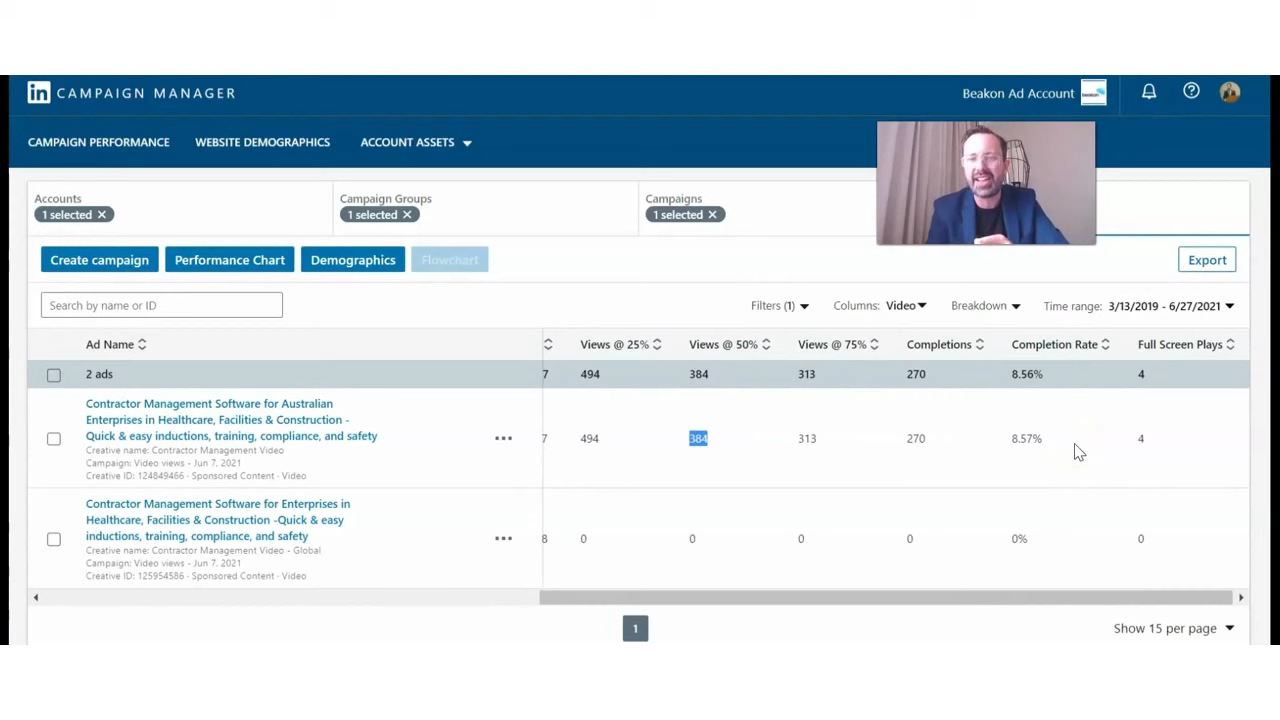 in CAMPAIGN MANAGER
Beakon Ad Account
CAMPAIGN PERFORMANCE WEBSITE DEMOGRAPHICS ACCOUNT ASSETS
Accounts Campaign Groups Campaigns
1 selected 1 selected 1 selected
Create campaign Performance Chart Demographics Flowchart Export
Search by name or ID Filters (1) Columns: Video Breakdown Time range: 3/13/2019 - 6/27/2021
Ad Name Views @ 25% Views @ 50% Views @ 75% Completions Completion Rate Full Screen Plays
2 ads 7 494 384 313 270 8.56% 4
Contractor Management Software for Australian
Enterprises in Healthcare, Facilities & Construction -
Quick & easy inductions, training, compliance, and safety 7 494 384 313 270 8.57% 4
Creative name: Contractor Management Video
Campaign: Video views - Jun 7, 2021
Creative ID: 124849466 - Sponsored Content · Video
Contractor Management Software for Enterprises in
Healthcare, Facilities & Construction -Quick & easy
inductions, training, compliance, and safety 8 0 0 0 0 0% 0
Creative name: Contractor Management Video - Global
Campaign: Video views - Jun 7, 2021
Creative ID: 125954586 - Sponsored Content · Video
1 Show 15 per page